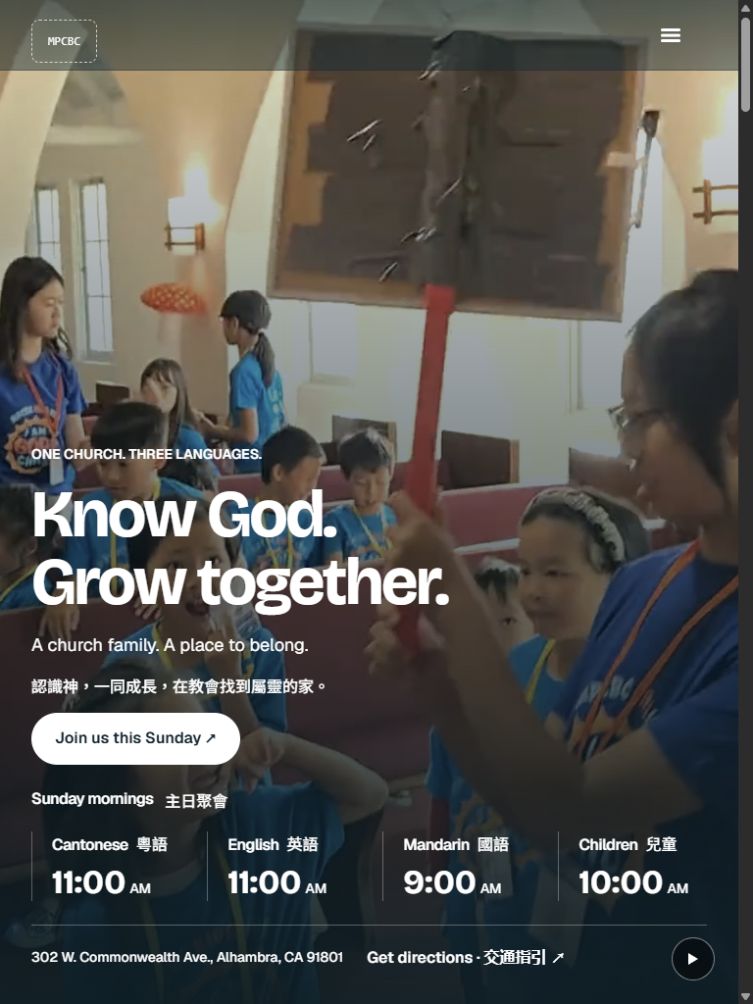 MPCBC
ONE CHURCH. THREE LANGUAGES.
Know God.
Grow together.
A church family. A place to belong.
認識神，一同成長，在教會找到屬靈的家。
Join us this Sunday ↗
Sunday mornings 主日聚會
Cantonese 粵語
11:00 AM
English 英語
11:00 AM
Mandarin 國語
9:00 AM
Children 兒童
10:00 AM
302 W. Commonwealth Ave., Alhambra, CA 91801 Get directions · 交通指引 ↗